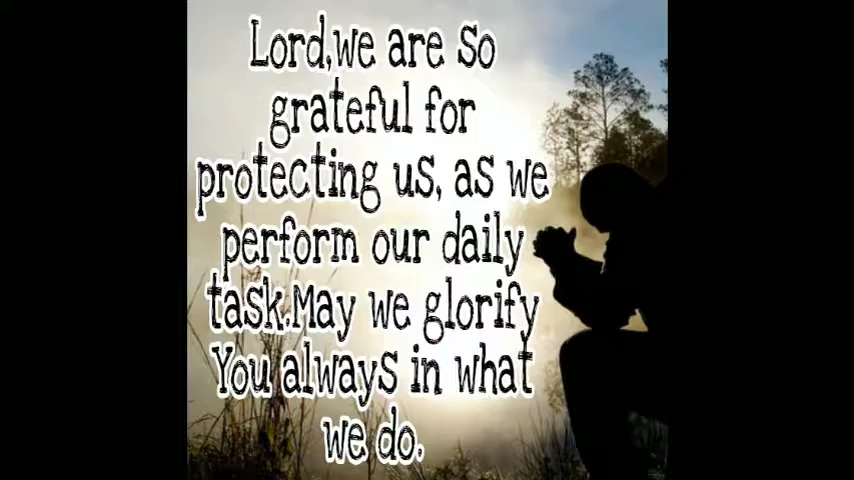 Lord,we are so
grateful for
protecting us, as we
perform our daily
task.May we glorify
You always in what
we do.